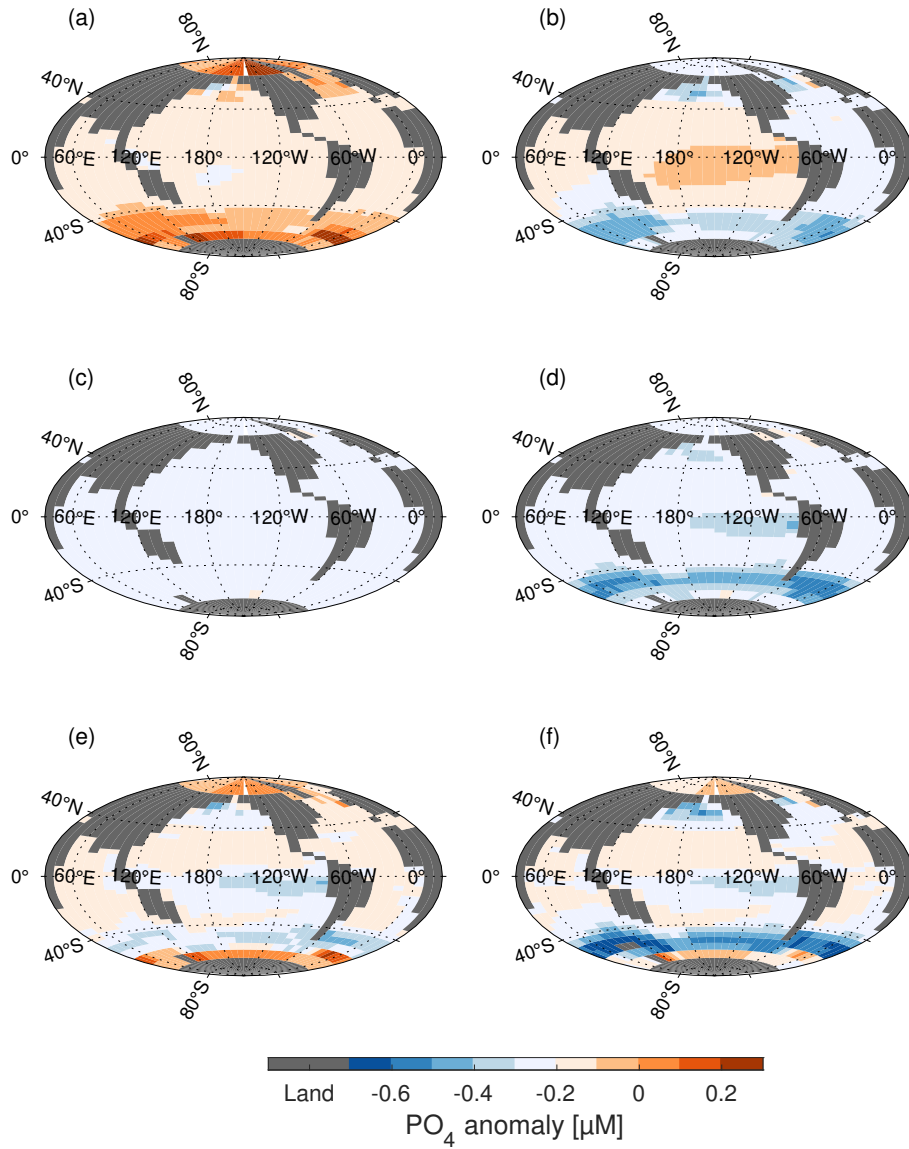 (a) (b)
80°N 80°N
40°N 40°N
0° 60°E 120°E 180° 120°W 60°W 0° 0° 60°E 120°E 180° 120°W 60°W 0°
40°S 40°S
80°S 80°S
(c) (d)
80°N 80°N
40°N 40°N
0° 60°E 120°E 180° 120°W 60°W 0° 0° 60°E 120°E 180° 120°W 60°W 0°
40°S 40°S
80°S 80°S
(e) (f)
80°N 80°N
40°N 40°N
0° 60°E 120°E 180° 120°W 60°W 0° 0° 60°E 120°E 180° 120°W 60°W 0°
40°S 40°S
80°S 80°S
Land -0.6 -0.4 -0.2 0 0.2
PO₄ anomaly [µM]